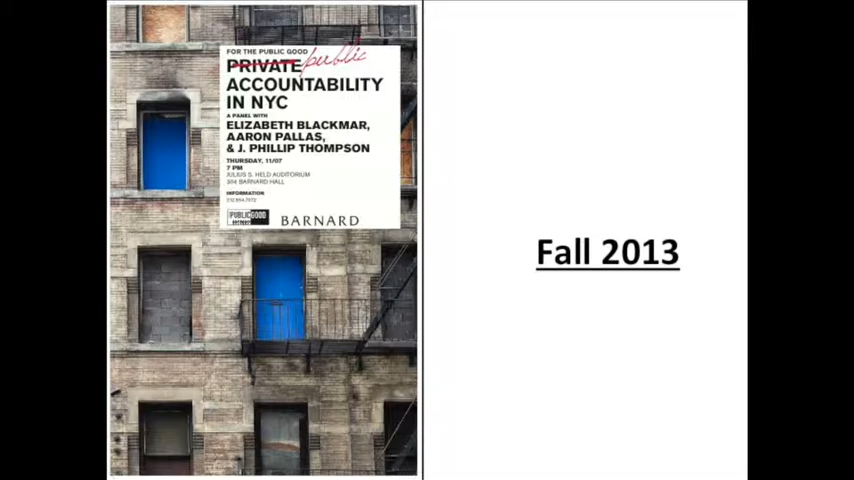 FOR THE PUBLIC GOOD
PRIVATE public
ACCOUNTABILITY
IN NYC
A PANEL WITH
ELIZABETH BLACKMAR,
AARON PALLAS,
& J. PHILLIP THOMPSON
THURSDAY, 11/07
7 PM
JULIUS S. HELD AUDITORIUM
304 BARNARD HALL
INFORMATION
PUBLIC GOOD
BARNARD
Fall 2013